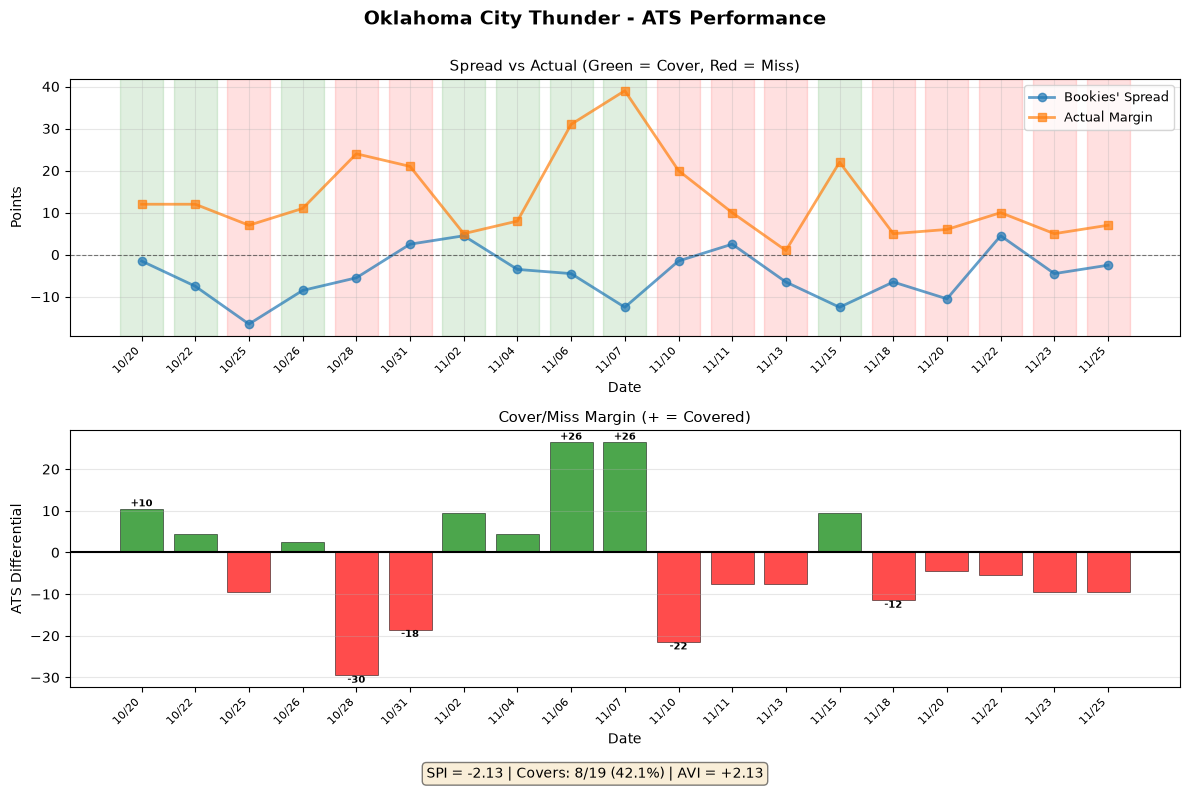 Oklahoma City Thunder - ATS Performance
Spread vs Actual (Green = Cover, Red = Miss)
Points
40
30
20
10
0
−10
Bookies' Spread
Actual Margin
10/20 10/22 10/25 10/26 10/28 10/31 11/02 11/04 11/06 11/07 11/10 11/11 11/13 11/15 11/18 11/20 11/22 11/23 11/25
Date
Cover/Miss Margin (+ = Covered)
ATS Differential
20
10
0
−10
−20
−30
+10
-30
-18
+26
+26
-22
-12
10/20 10/22 10/25 10/26 10/28 10/31 11/02 11/04 11/06 11/07 11/10 11/11 11/13 11/15 11/18 11/20 11/22 11/23 11/25
Date
SPI = -2.13 | Covers: 8/19 (42.1%) | AVI = +2.13